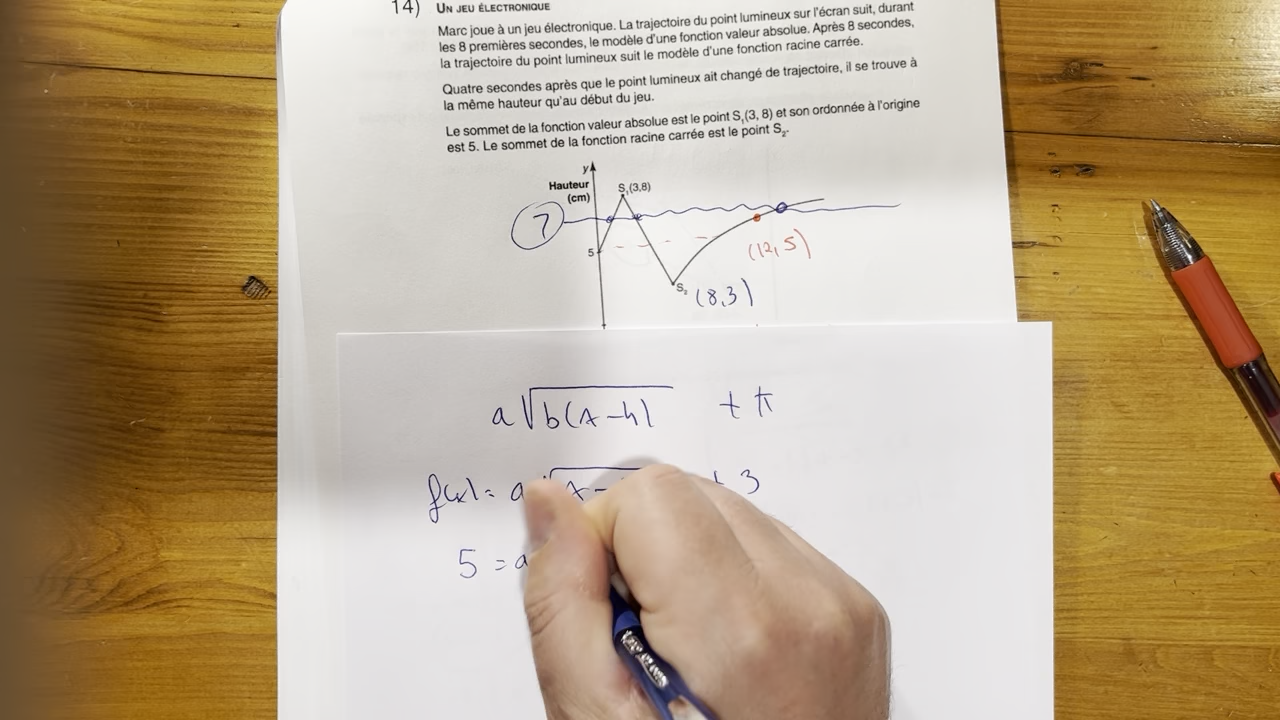 14) UN JEU ÉLECTRONIQUE
Marc joue à un jeu électronique. La trajectoire du point lumineux sur l'écran suit, durant
les 8 premières secondes, le modèle d'une fonction valeur absolue. Après 8 secondes,
la trajectoire du point lumineux suit le modèle d'une fonction racine carrée.
Quatre secondes après que le point lumineux ait changé de trajectoire, il se trouve à
la même hauteur qu'au début du jeu.
Le sommet de la fonction valeur absolue est le point S₁(3, 8) et son ordonnée à l'origine
est 5. Le sommet de la fonction racine carrée est le point S₂.
y
Hauteur
(cm)
S₁(3,8)
7
5
(12,5)
S₂ (8,3)
a√b(x-h) + k
f(x) = a√x- + 3
5 = a